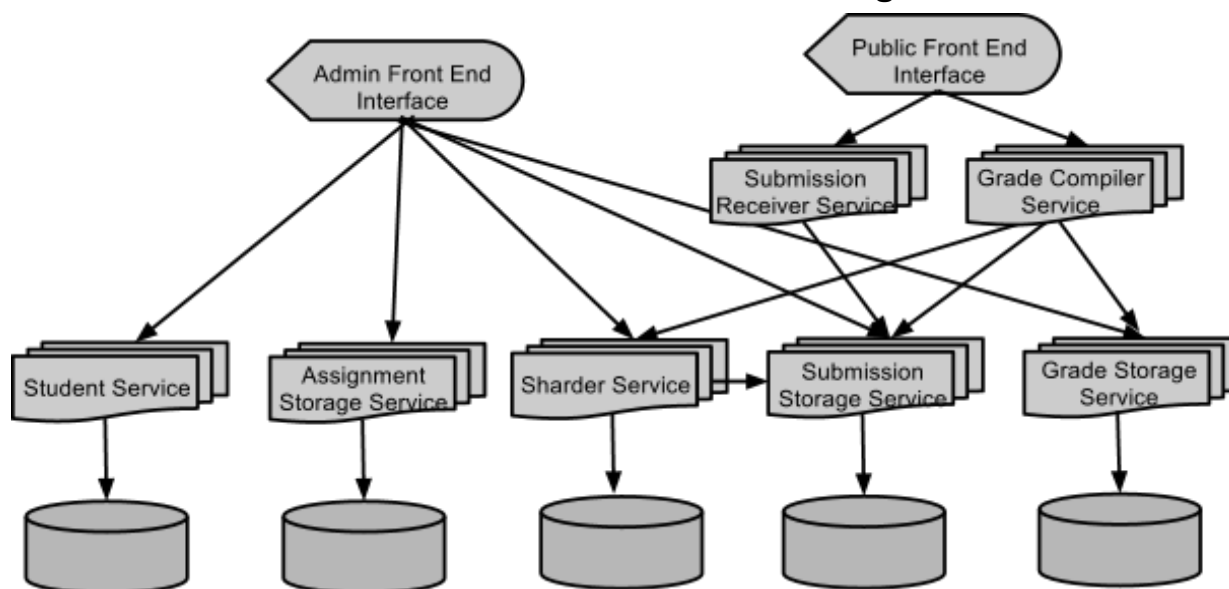 Admin Front End
Interface
Public Front End
Interface
Submission
Receiver Service
Grade Compiler
Service
Student Service
Assignment
Storage Service
Sharder Service
Submission
Storage Service
Grade Storage
Service